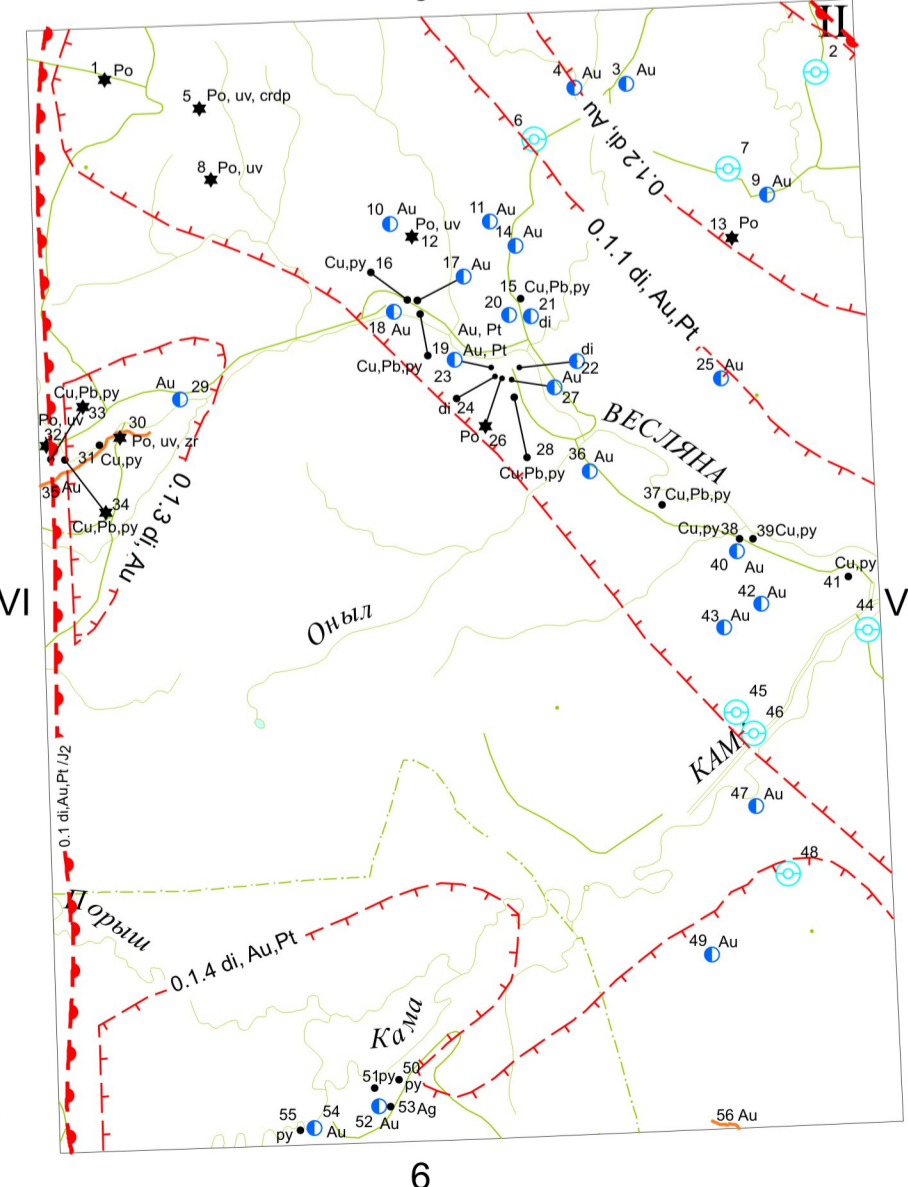 II
2
1 Po
5 Po, uv, crdp
4 Au
3 Au
6
7
8 Po, uv
9 Au
0.1.2 di, Au
10 Au
11 Au
Po, uv
12
13 Po
14 Au
0.1.1 di, Au,Pt
Cu,py 16
17 Au
15 Cu,Pb,py
18 Au
20
21
di
Au, Pt
Cu,Pb,py
19 Au, Pt
23
di
22
25 Au
Au
27
Au 29
Cu,Pb,py
33
di 24
Po 26
Po, uv
32
30
Po, uv, zr
31 Cu,py
28
Cu,Pb,py
ВЕСЛЯНА
36 Au
35 Au
34
Cu,Pb,py
0.1.3 di, Au
37 Cu,Pb,py
Cu,py 38
39 Cu,py
40 Au
Cu,py
41
VI
V
42 Au
43 Au
44
Оныл
45
46
КАМ
0.1 di,Au,Pt /J2
47 Au
48
Порыш
0.1.4 di, Au,Pt
49 Au
Кама
51 py
50
py
53 Ag
52 Au
55
py
54
Au
56 Au
6